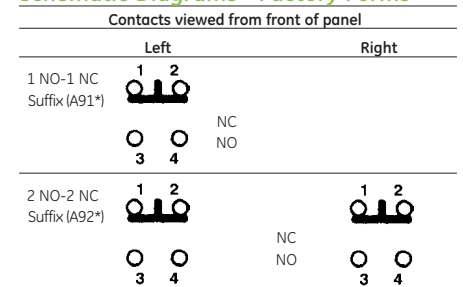 Schematic Diagrams - Factory Forms
Contacts viewed from front of panel
Left Right
1 NO-1 NC
Suffix (A91*)
1 2
NC
NO
3 4
2 NO-2 NC
Suffix (A92*)
1 2 1 2
NC
NO
3 4 3 4